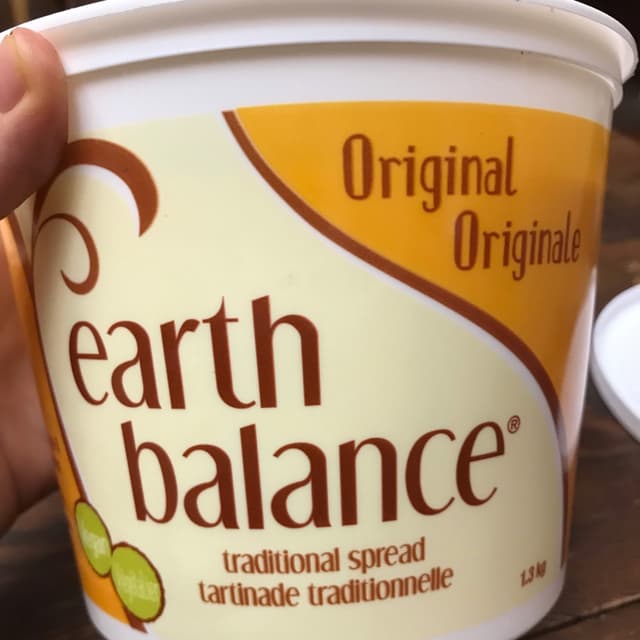 Original
Originale
earth
balance®
traditional spread
tartinade traditionnelle
1.3 kg